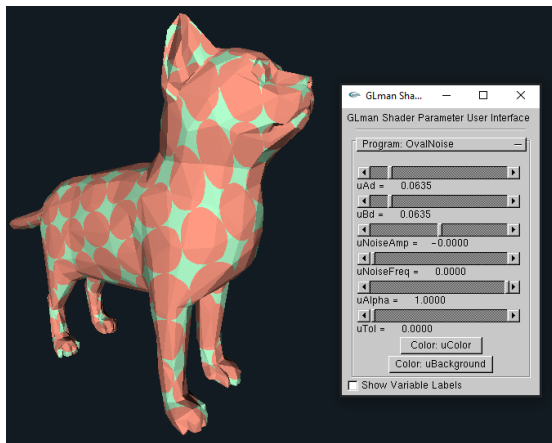 GLman Sha...
GLman Shader Parameter User Interface
Program: OvalNoise
uAd = 0.0635
uBd = 0.0635
uNoiseAmp = -0.0000
uNoiseFreq = 0.0000
uAlpha = 1.0000
uTol = 0.0000
Color: uColor
Color: uBackground
Show Variable Labels